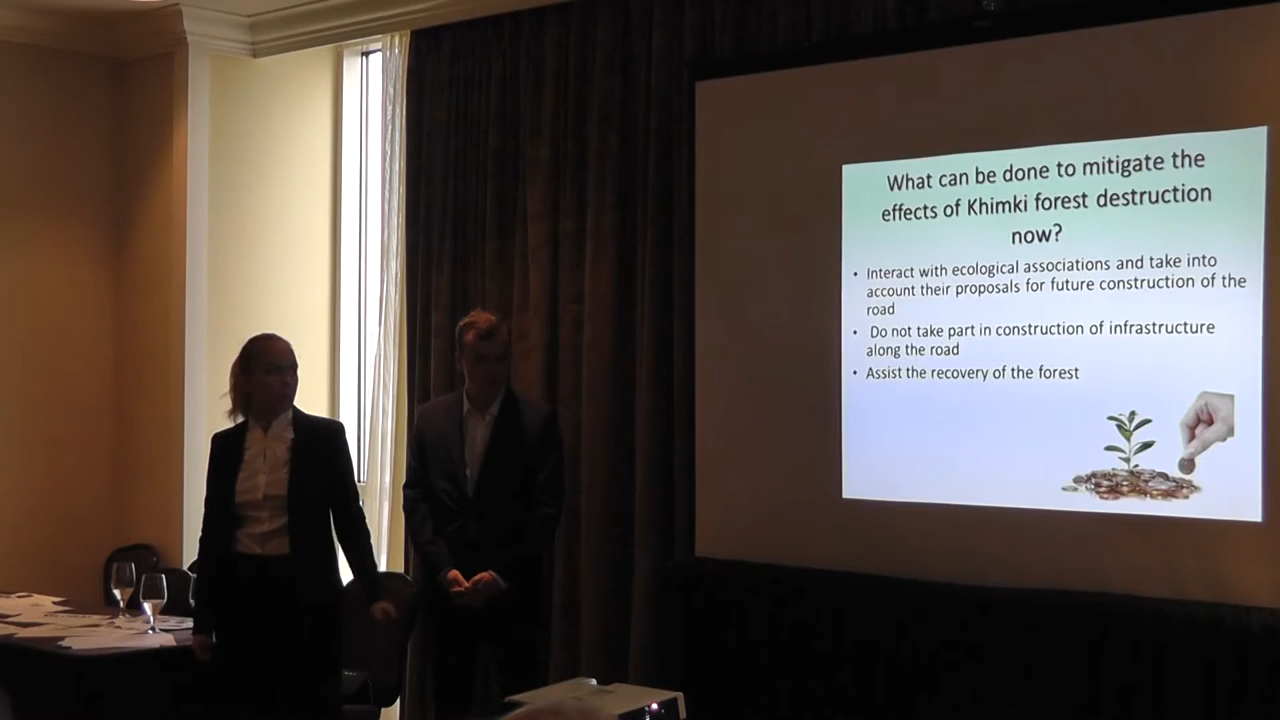 What can be done to mitigate the
effects of Khimki forest destruction
now?
• Interact with ecological associations and take into
account their proposals for future construction of the
road
• Do not take part in construction of infrastructure
along the road
• Assist the recovery of the forest